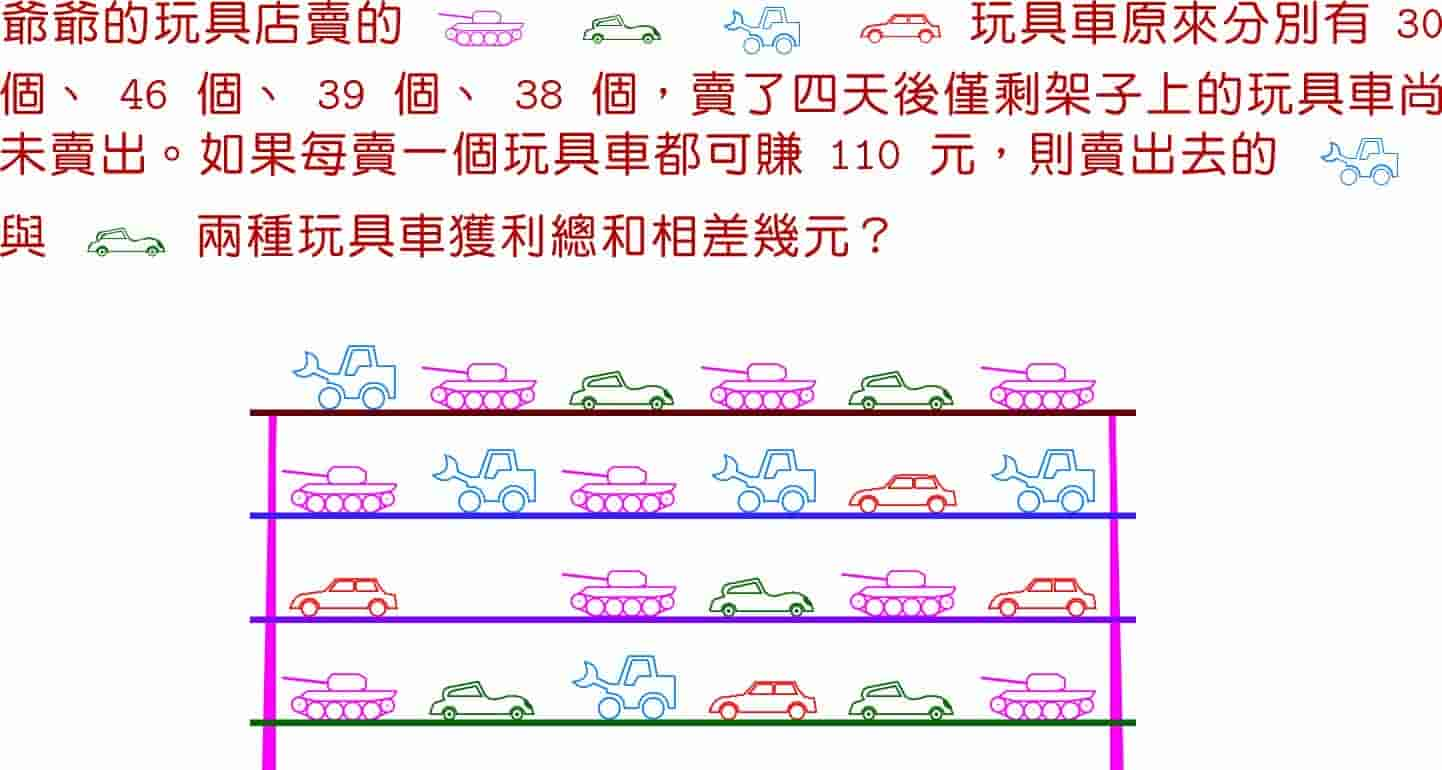 爺爺的玩具店賣的 玩具車原來分別有 30
個、 46 個、 39 個、 38 個，賣了四天後僅剩架子上的玩具車尚
未賣出。如果每賣一個玩具車都可賺 110 元，則賣出去的
與 兩種玩具車獲利總和相差幾元？